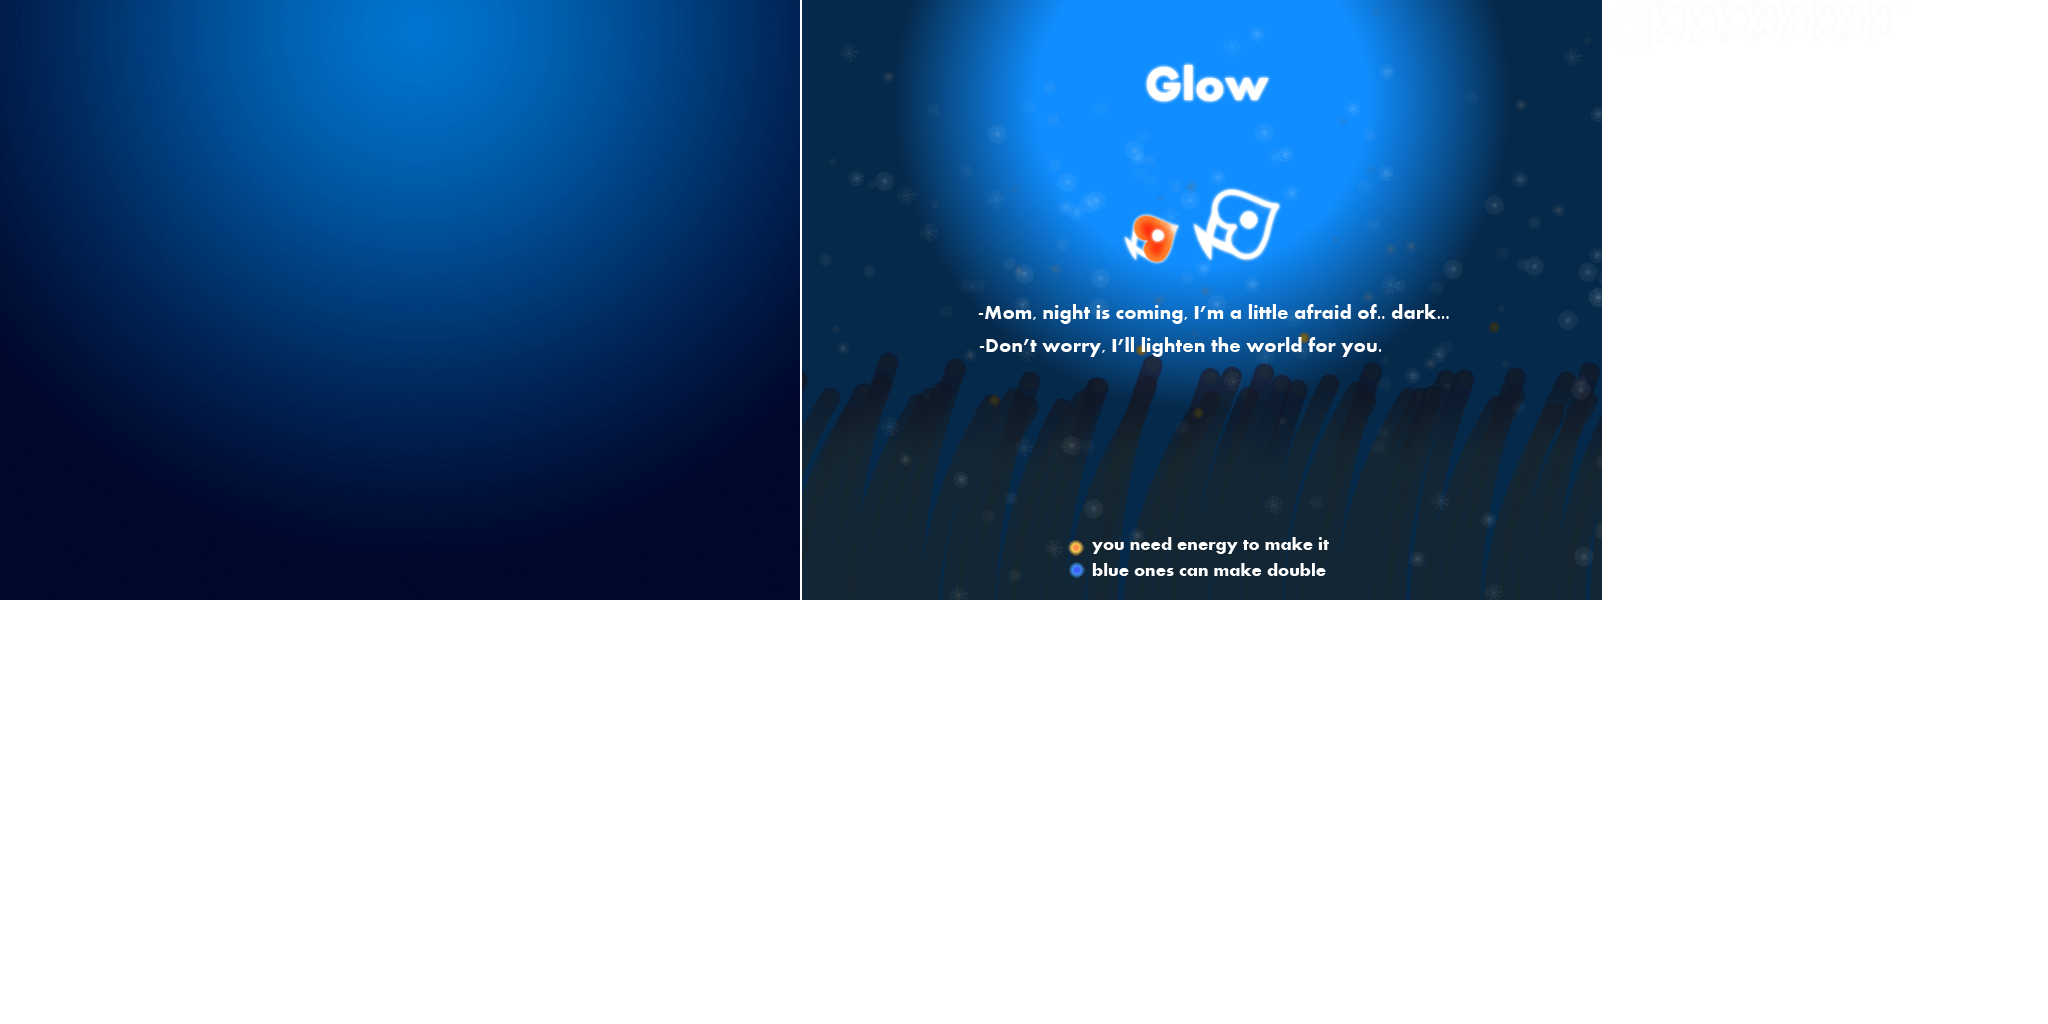 Glow
-Mom, night is coming, I’m a little afraid of.. dark...
-Don’t worry, I’ll lighten the world for you.
you need energy to make it
blue ones can make double